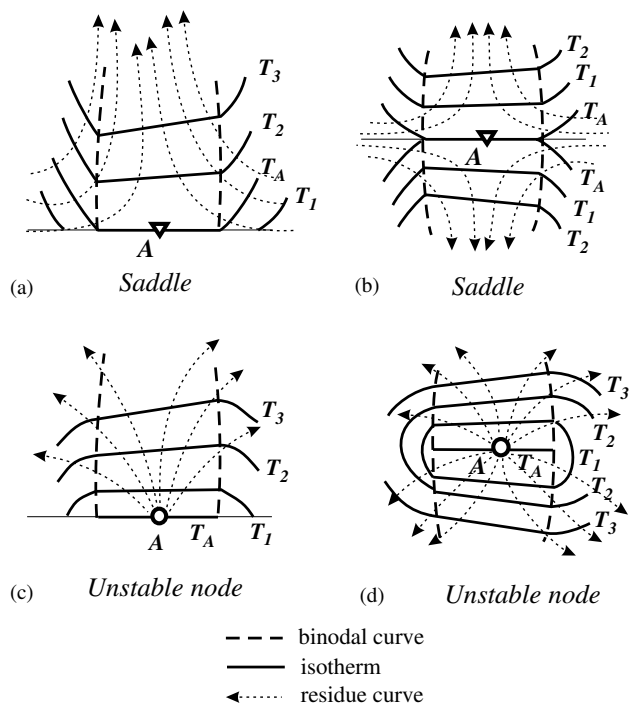 T3
T2
TA
T1
A
(a)
Saddle
T2
T1
TA
A
TA
T1
T2
(b)
Saddle
T3
T2
A
TA
T1
(c)
Unstable node
T3
T2
T1
A
TA
T2
T3
(d)
Unstable node
binodal curve
isotherm
residue curve